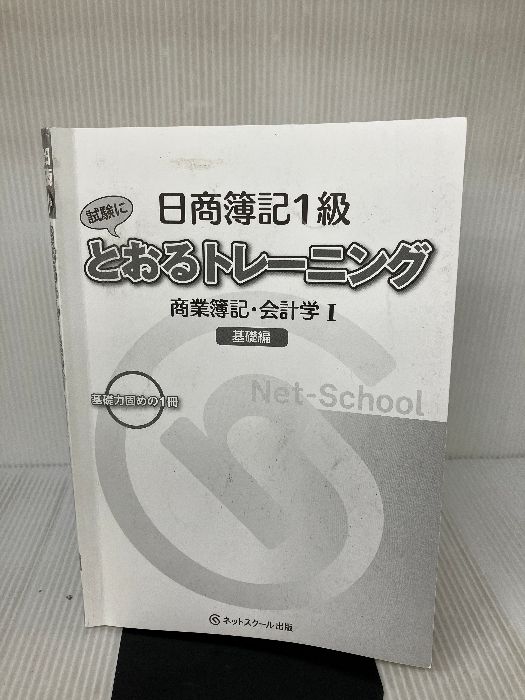 日商簿記1級
試験に
とおるトレーニング
商業簿記・会計学 I
基礎編
Net-School
基礎力固めの1冊
ネットスクール出版